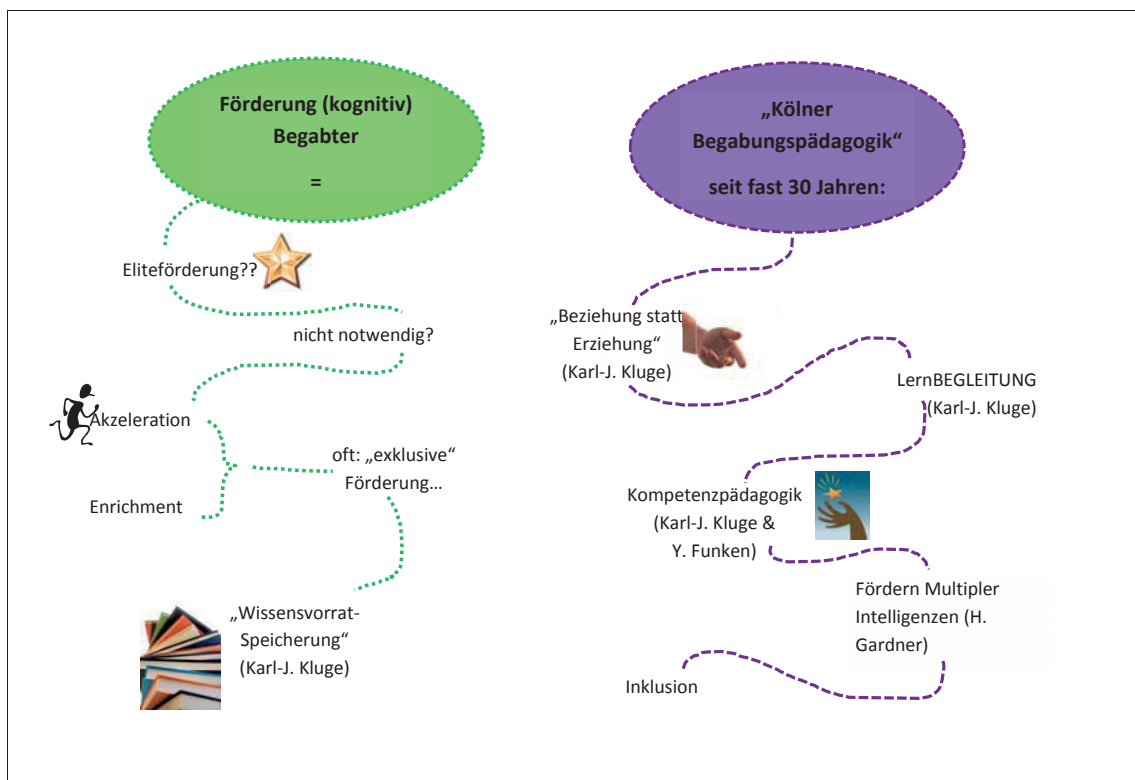 Förderung (kognitiv)
Begabter
=
Eliteförderung??
nicht notwendig?
Akzeleration
Enrichment
oft: „exklusive“
Förderung...
„Wissensvorrat-
Speicherung“
(Karl-J. Kluge)
„Kölner
Begabungspädagogik“
seit fast 30 Jahren:
„Beziehung statt
Erziehung“
(Karl-J. Kluge)
LernBEGLEITUNG
(Karl-J. Kluge)
Kompetenzpädagogik
(Karl-J. Kluge &
Y. Funken)
Fördern Multipler
Intelligenzen (H.
Gardner)
Inklusion